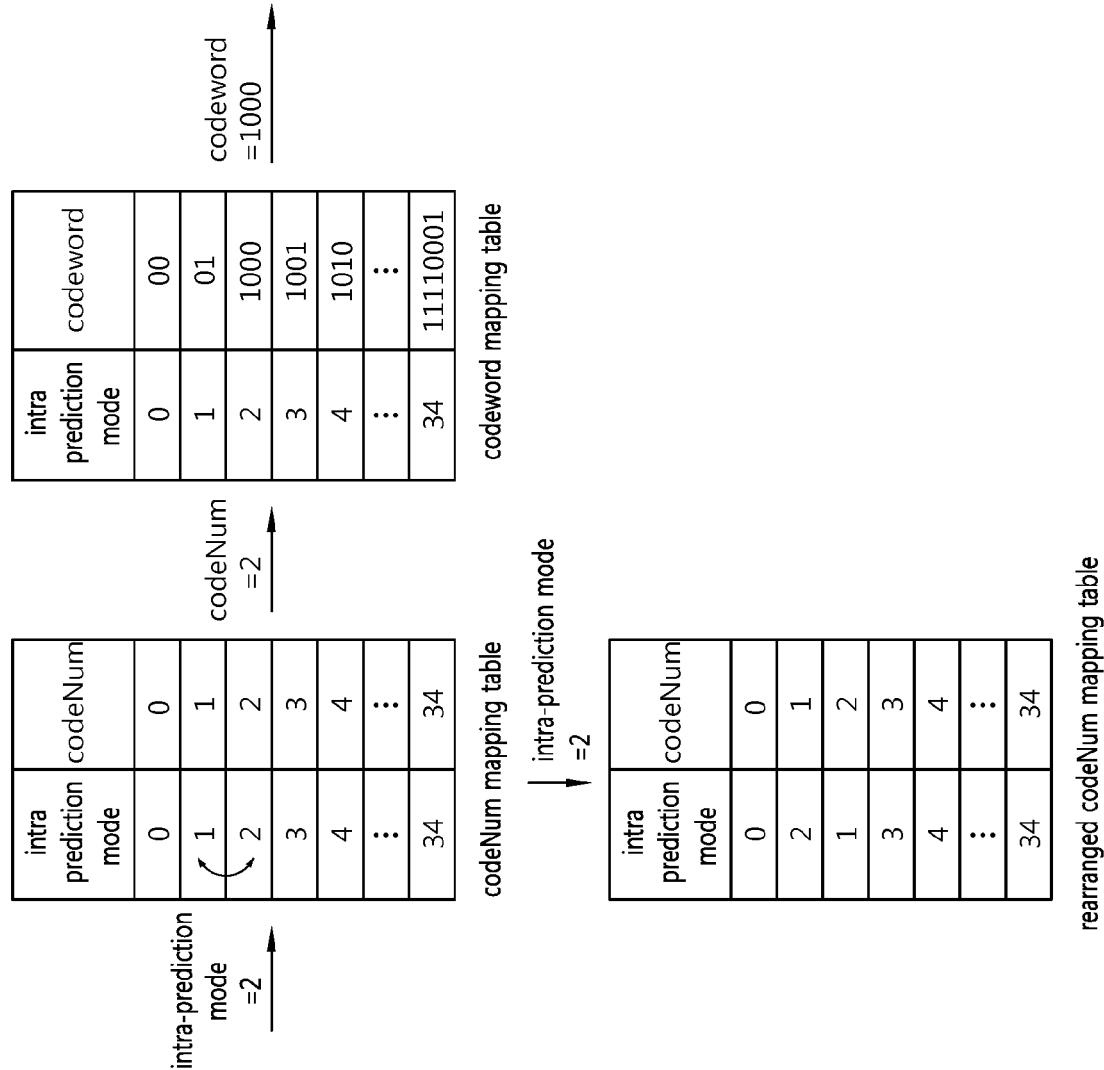 intra-prediction
mode
=2
intra
prediction
mode
codeNum
0 0
1 1
2 2
3 3
4 4
⋮ ⋮
34 34
codeNum mapping table
codeNum
=2
intra
prediction
mode
codeword
0 00
1 01
2 1000
3 1001
4 1010
⋮ ⋮
34 11110001
codeword mapping table
codeword
=1000
intra-prediction mode
=2
intra
prediction
mode
codeNum
0 0
2 1
1 2
3 3
4 4
⋮ ⋮
34 34
rearranged codeNum mapping table